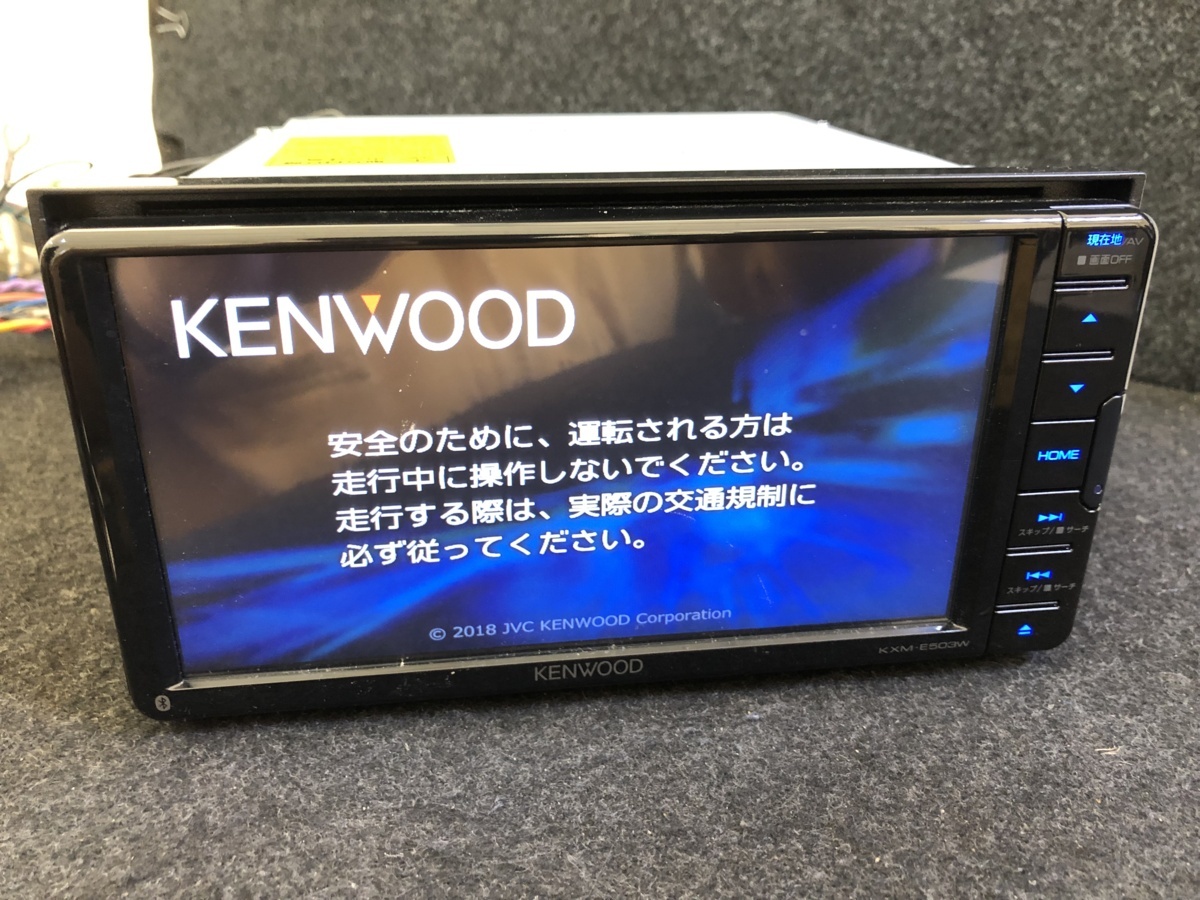 KENWOOD
安全のために、運転される方は
走行中に操作しないでください。
走行する際は、実際の交通規制に
必ず従ってください。
© 2018 JVC KENWOOD Corporation
KENWOOD
KXM-E503W
現在地/AV
■ 画面OFF
HOME
スキップ/■サーチ
スキップ/■サーチ